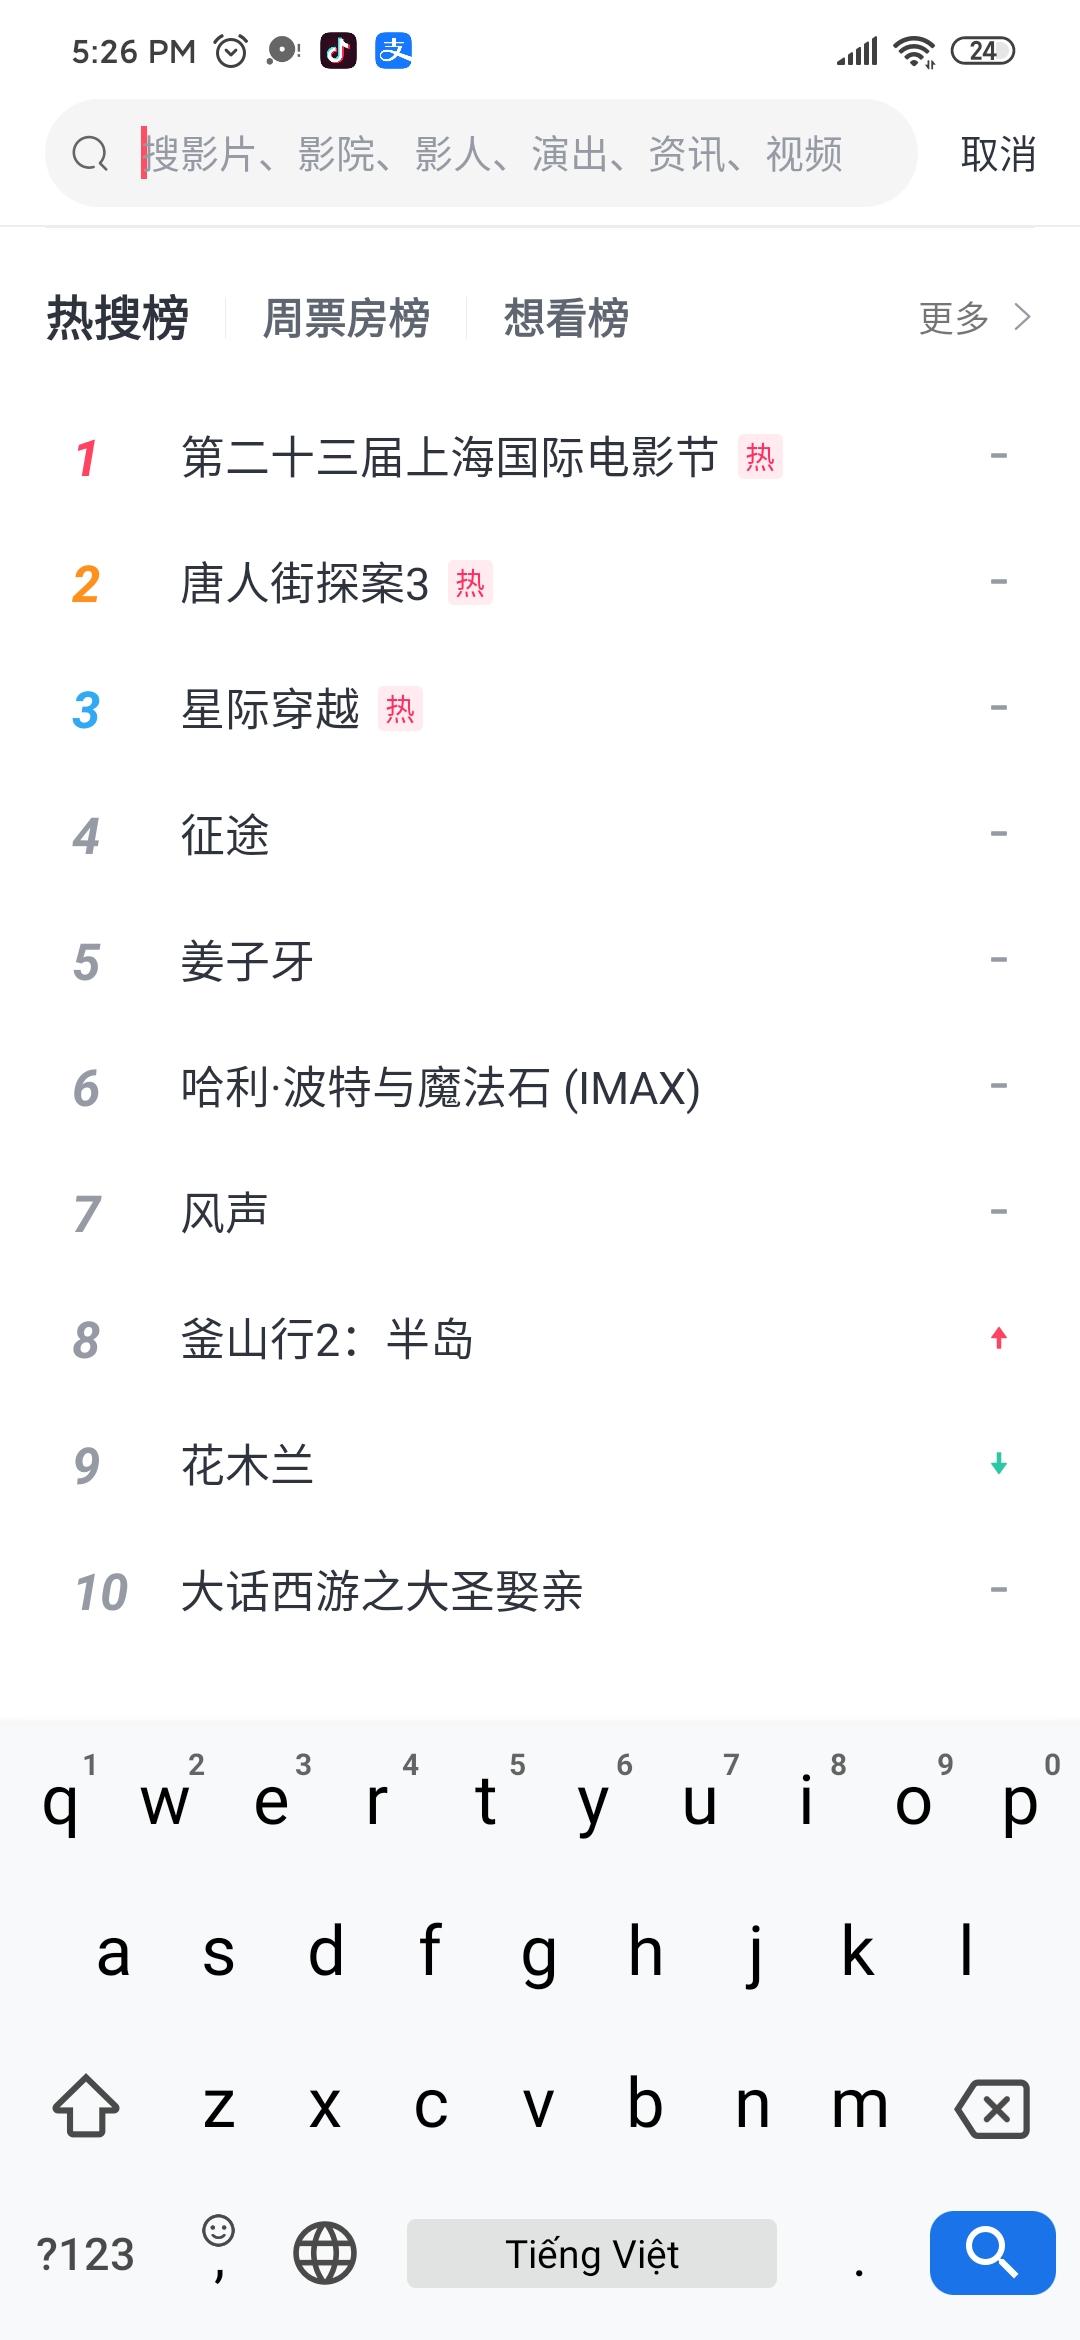 5:26 PM 支 24
搜影片、影院、影人、演出、资讯、视频 取消
热搜榜 周票房榜 想看榜 更多
1 第二十三届上海国际电影节 热 -
2 唐人街探案3 热 -
3 星际穿越 热 -
4 征途 -
5 姜子牙 -
6 哈利·波特与魔法石 (IMAX) -
7 风声 -
8 釜山行2：半岛
9 花木兰
10 大话西游之大圣娶亲 -
1 2 3 4 5 6 7 8 9 0
q w e r t y u i o p
a s d f g h j k l
z x c v b n m
?123 , Tiếng Việt .